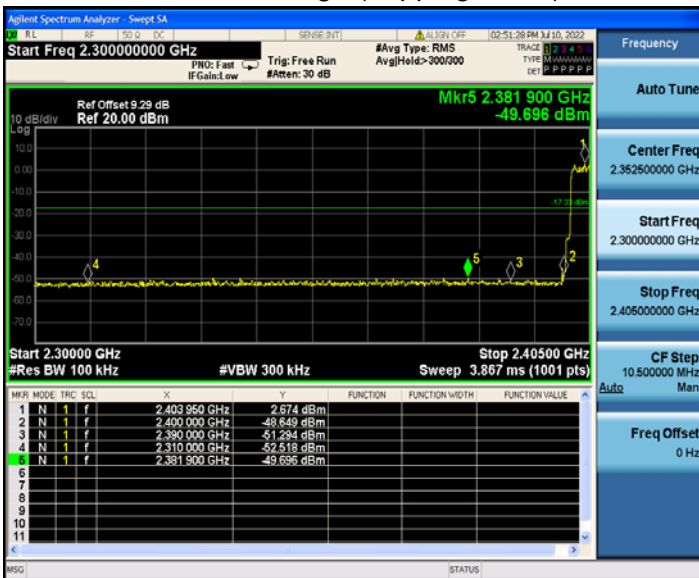 Agilent Spectrum Analyzer - Swept SA
RL RF 50 Ω DC SENSE:INT ALIGN OFF 02:51:28 PM Jul 10, 2022
Start Freq 2.300000000 GHz
PNO: Fast
IFGain:Low
Trig: Free Run
#Atten: 30 dB
#Avg Type: RMS
Avg|Hold:>300/300
TRACE 1 2 3 4 5 6
TYPE M WWWWW
DET P P P P P P
Ref Offset 9.29 dB
10 dB/div Ref 20.00 dBm
Log
Mkr5 2.381 900 GHz
-49.696 dBm
10.0
0.00
-10.0
-20.0
-30.0
-40.0
-50.0
-60.0
-70.0
1
2
3
4
5
Start 2.30000 GHz Stop 2.40500 GHz
#Res BW 100 kHz #VBW 300 kHz Sweep 3.867 ms (1001 pts)
MKR MODE TRC SCL X Y FUNCTION FUNCTION WIDTH FUNCTION VALUE
1 N 1 f 2.403 950 GHz 2.674 dBm
2 N 1 f 2.400 000 GHz -48.649 dBm
3 N 1 f 2.390 000 GHz -51.294 dBm
4 N 1 f 2.310 000 GHz -52.518 dBm
5 N 1 f 2.381 900 GHz -49.696 dBm
6
7
8
9
10
11
MSG STATUS
Frequency
Auto Tune
Center Freq
2.352500000 GHz
Start Freq
2.300000000 GHz
Stop Freq
2.405000000 GHz
CF Step
10.500000 MHz
Auto Man
Freq Offset
0 Hz